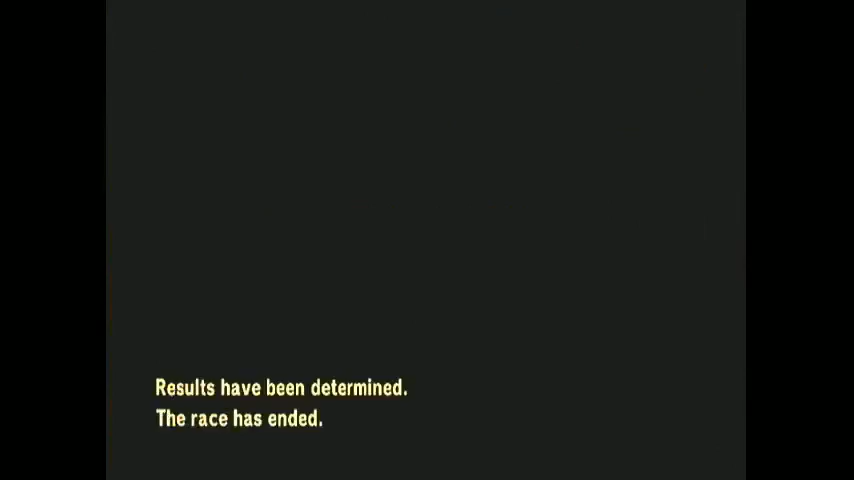 Results have been determined.
The race has ended.